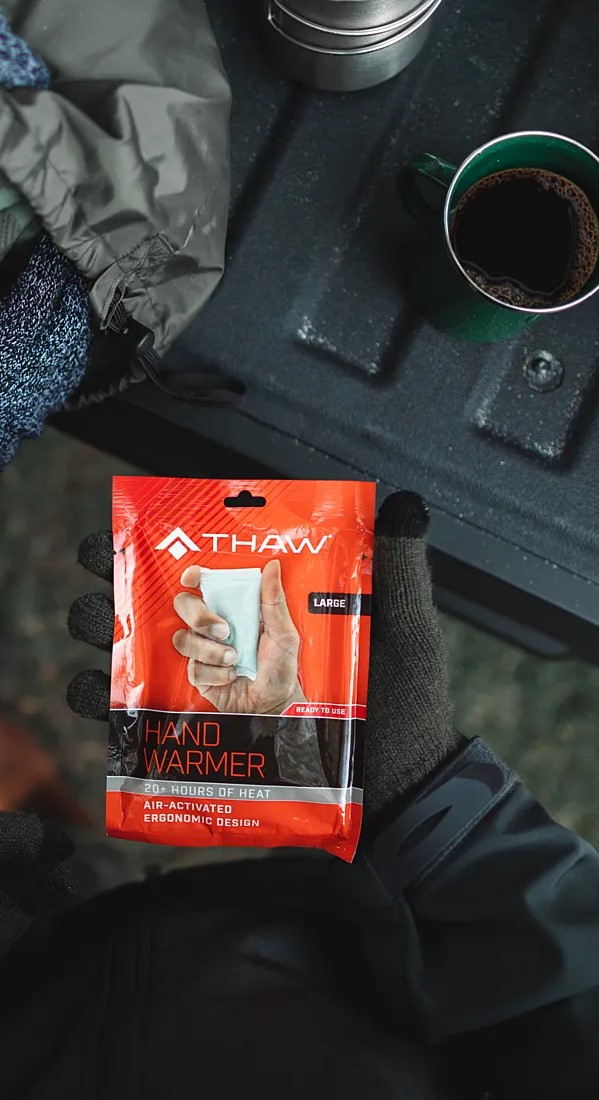 THAW
LARGE
READY TO USE
HAND
WARMER
20+ HOURS OF HEAT
AIR-ACTIVATED
ERGONOMIC DESIGN